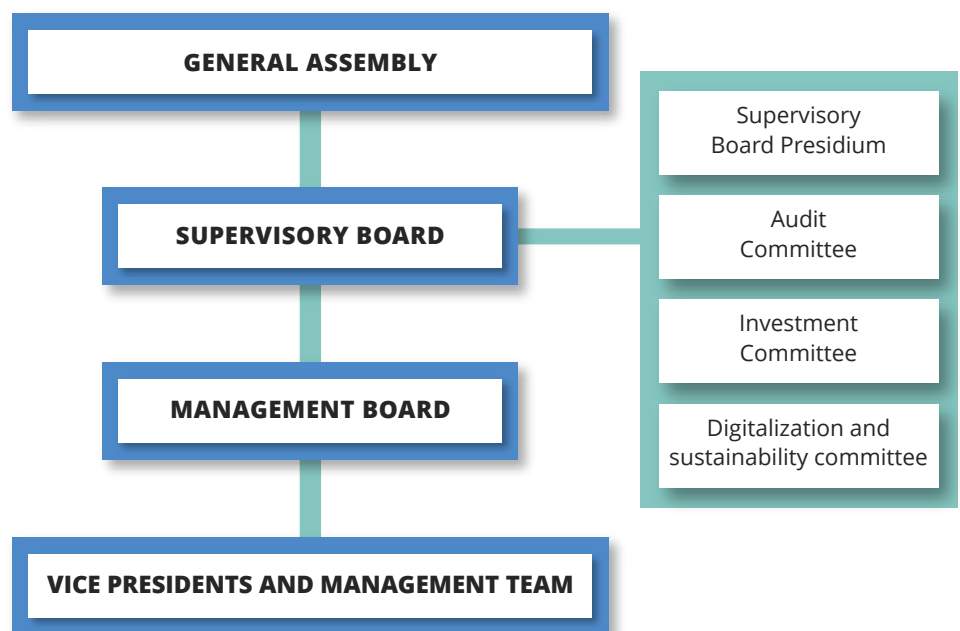 GENERAL ASSEMBLY
SUPERVISORY BOARD
MANAGEMENT BOARD
VICE PRESIDENTS AND MANAGEMENT TEAM
Supervisory
Board Presidium
Audit
Committee
Investment
Committee
Digitalization and
sustainability committee